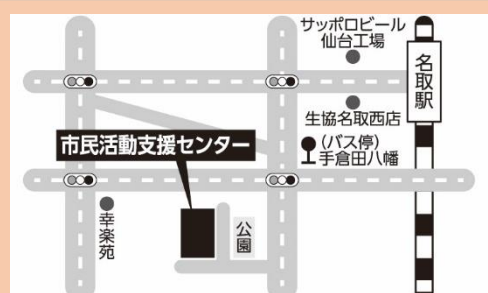 サッポロビール
仙台工場
名取駅
生協名取西店
市民活動支援センター
(バス停)
手倉田八幡
幸楽苑
公園